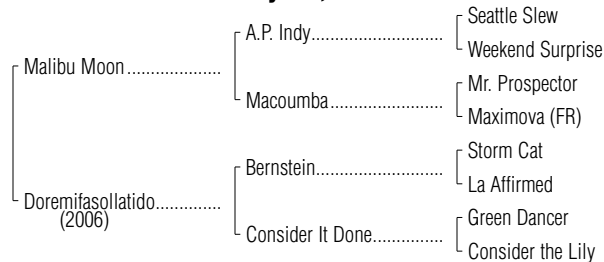 Seattle Slew
A.P. Indy
Weekend Surprise
Malibu Moon
Mr. Prospector
Macoumba
Maximova (FR)
Storm Cat
Bernstein
La Affirmed
Doremifasollatido
(2006)
Green Dancer
Consider It Done
Consider the Lily